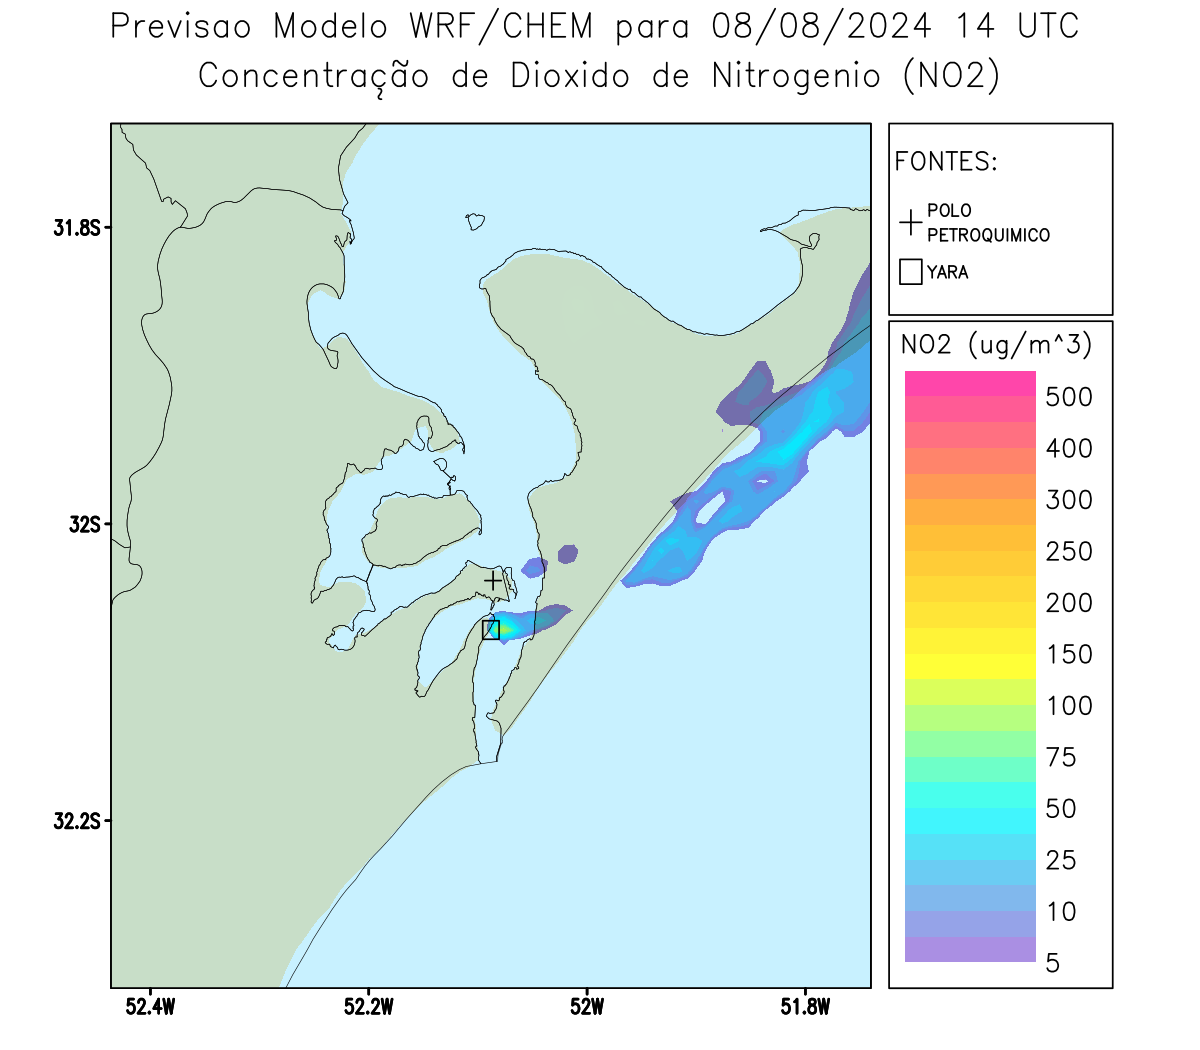 Previsao Modelo WRF/CHEM para 08/08/2024 14 UTC
Concentração de Dioxido de Nitrogenio (NO2)
FONTES:
POLO
PETROQUIMICO
YARA
NO2 (ug/m^3)
500
400
300
250
200
150
100
75
50
25
10
5
31.8S
32S
32.2S
52.4W
52.2W
52W
51.8W